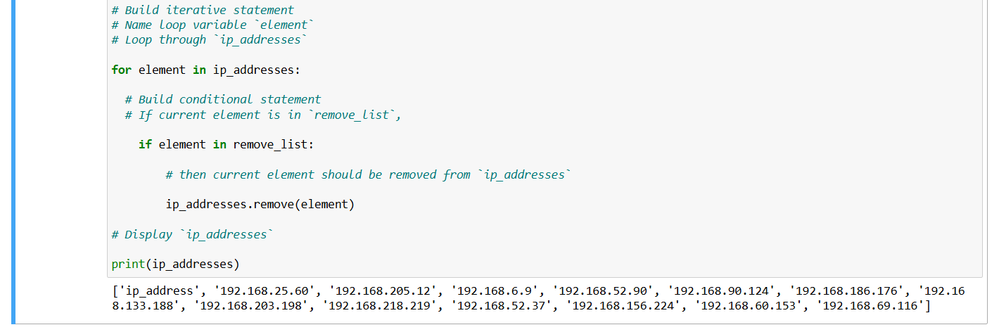 # Build iterative statement
# Name loop variable `element`
# Loop through `ip_addresses`
for element in ip_addresses:
# Build conditional statement
# If current element is in `remove_list`,
if element in remove_list:
# then current element should be removed from `ip_addresses`
ip_addresses.remove(element)
# Display `ip_addresses`
print(ip_addresses)
['ip_address', '192.168.25.60', '192.168.205.12', '192.168.6.9', '192.168.52.90', '192.168.90.124', '192.168.186.176', '192.16
8.133.188', '192.168.203.198', '192.168.218.219', '192.168.52.37', '192.168.156.224', '192.168.60.153', '192.168.69.116']